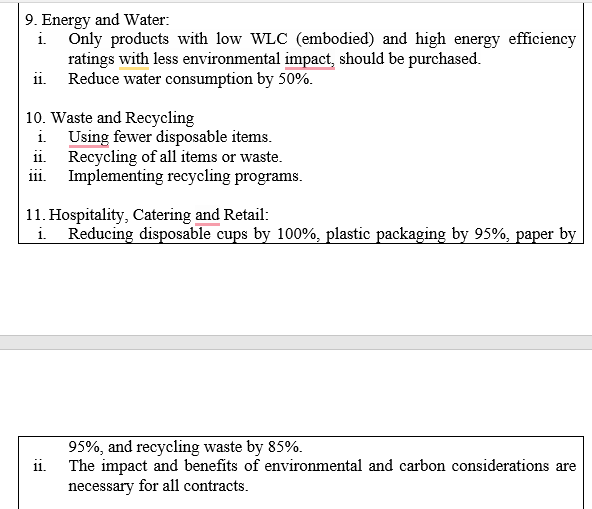 9. Energy and Water:
i. Only products with low WLC (embodied) and high energy efficiency
ratings with less environmental impact, should be purchased.
ii. Reduce water consumption by 50%.
10. Waste and Recycling
i. Using fewer disposable items.
ii. Recycling of all items or waste.
iii. Implementing recycling programs.
11. Hospitality, Catering and Retail:
i. Reducing disposable cups by 100%, plastic packaging by 95%, paper by
95%, and recycling waste by 85%.
ii. The impact and benefits of environmental and carbon considerations are
necessary for all contracts.